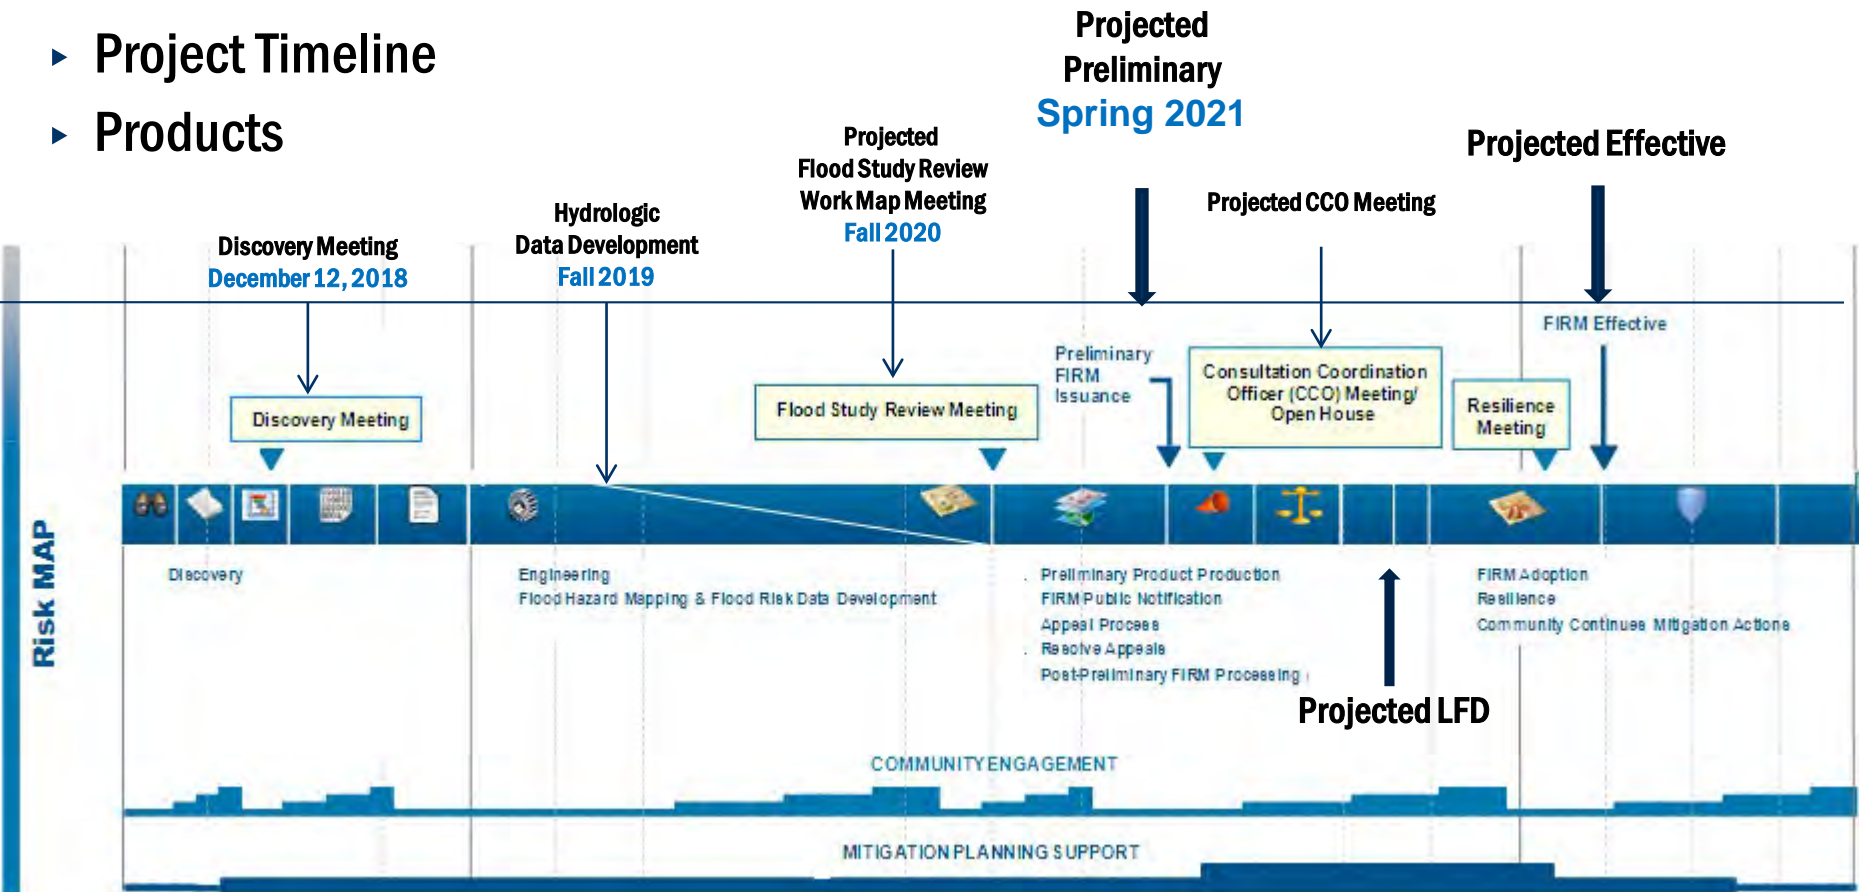 Project Timeline
Products
Projected
Preliminary
Spring 2021
Projected
Flood Study Review
Work Map Meeting
Fall 2020
Projected Effective
Projected CCO Meeting
Hydrologic
Data Development
Fall 2019
Discovery Meeting
December 12, 2018
FIRM Effective
Preliminary
FIRM
Issuance
Consultation Coordination
Officer (CCO) Meeting/
Open House
Resilience
Meeting
Flood Study Review Meeting
Discovery Meeting
Risk MAP
Discovery
Engineering
Flood Hazard Mapping & Flood Risk Data Development
Preliminary Product Production
FIRM Public Notification
Appeal Process
Resolve Appeals
Post-Preliminary FIRM Processing
FIRM Adoption
Resilience
Community Continues Mitigation Actions
Projected LFD
COMMUNITY ENGAGEMENT
MITIGATION PLANNING SUPPORT